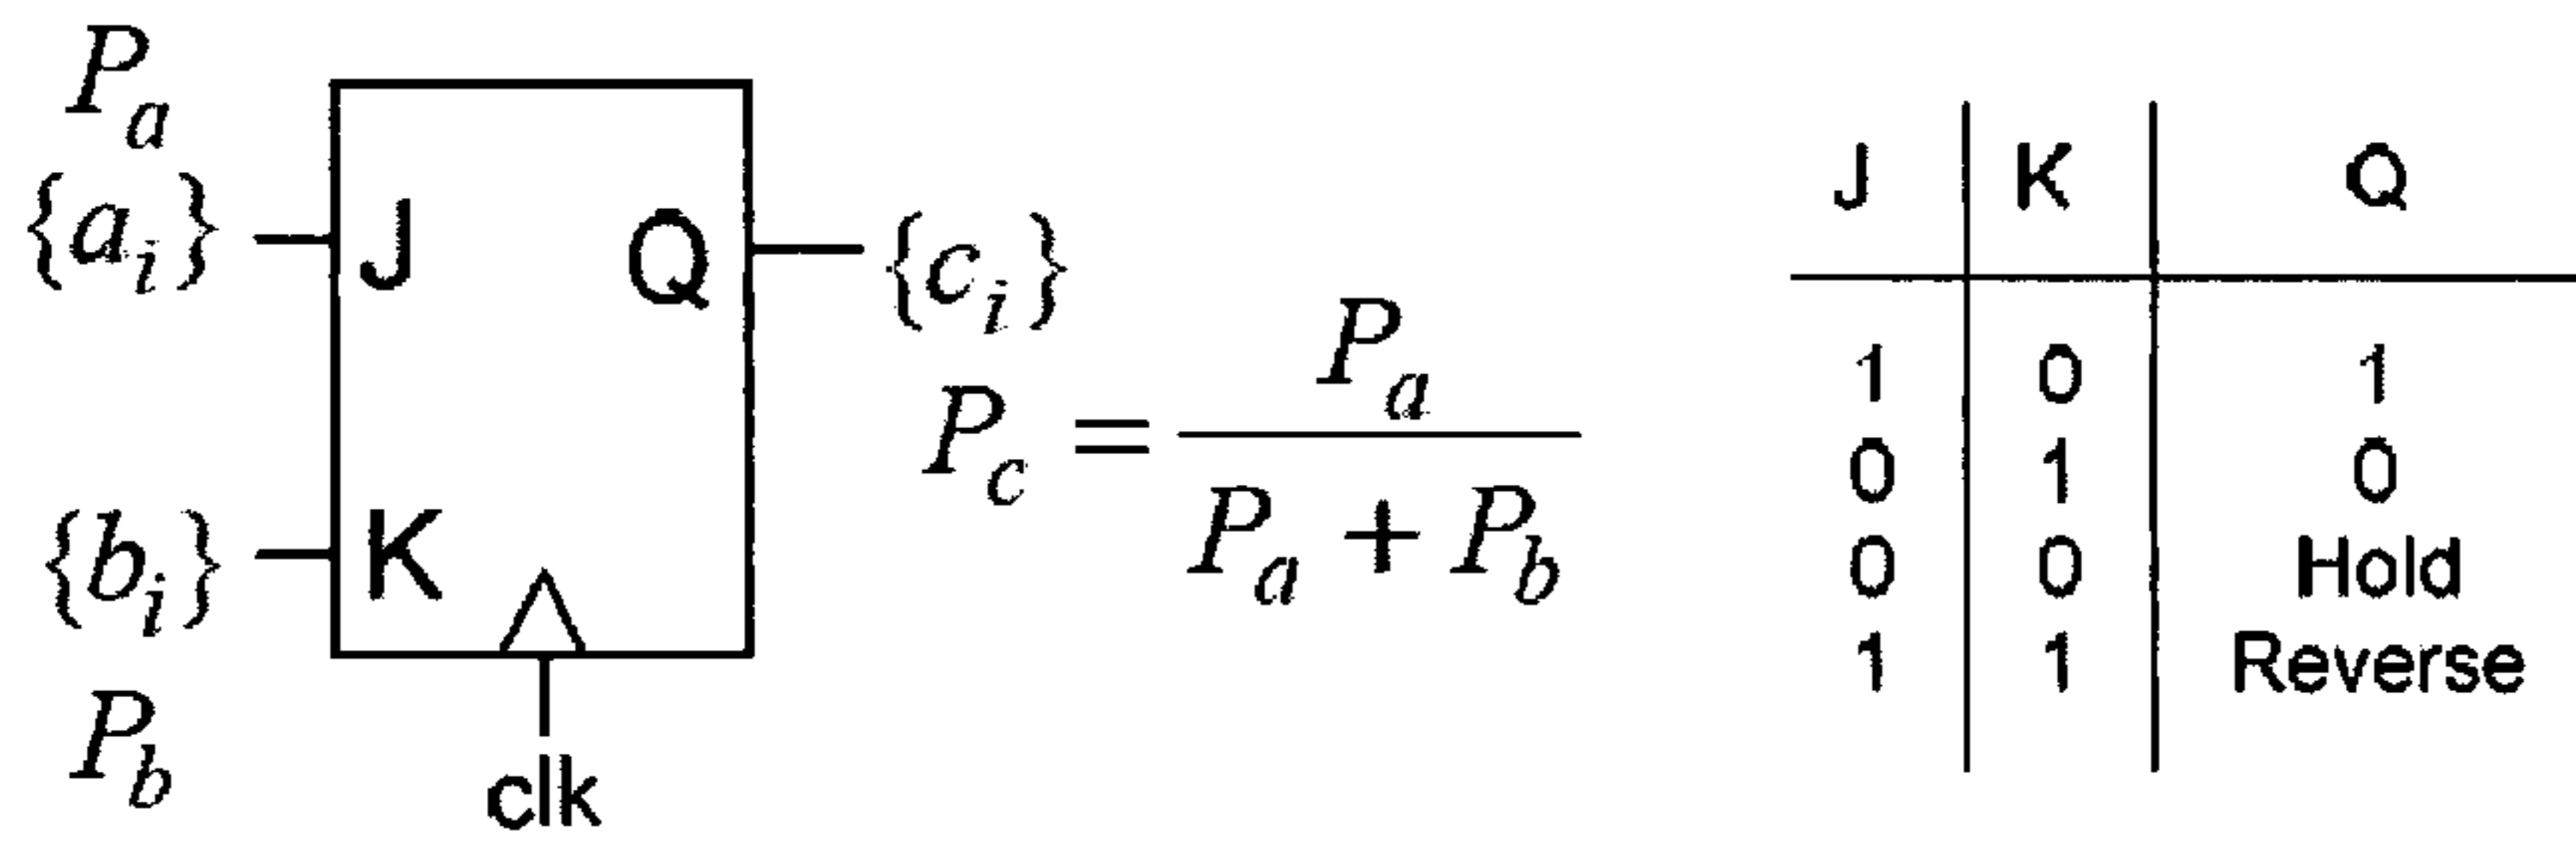 P_a
{a_i}
J
Q
{c_i}
P_c = P_a / (P_a + P_b)
{b_i}
K
P_b
clk
J K Q
1 0 1
0 1 0
0 0 Hold
1 1 Reverse